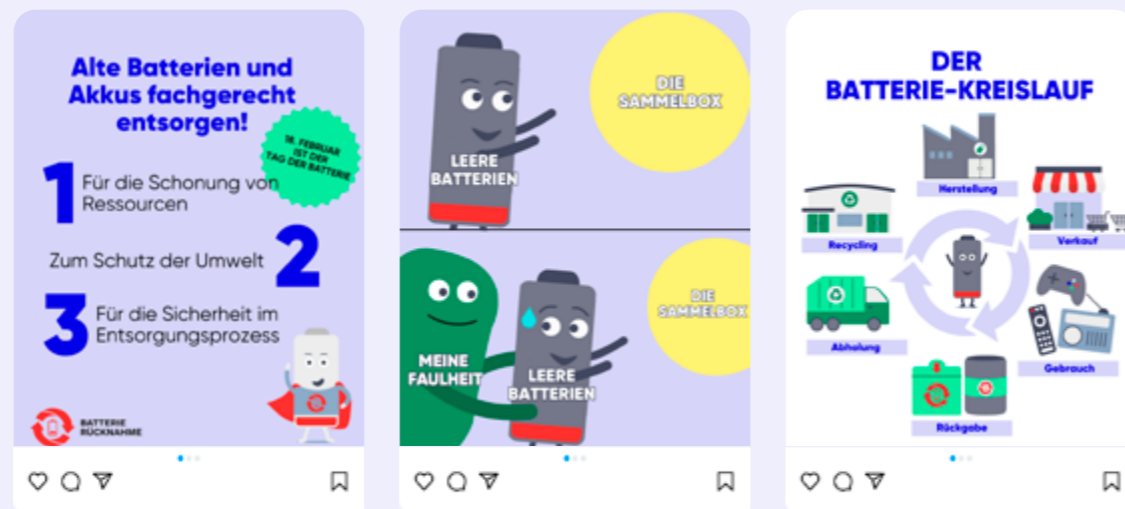 Alte Batterien und
Akkus fachgerecht
entsorgen!
18. FEBRUAR
IST DER
TAG DER BATTERIE
1
Für die Schonung von
Ressourcen
Zum Schutz der Umwelt
2
3
Für die Sicherheit im
Entsorgungsprozess
BATTERIE
RÜCKNAHME
DIE
SAMMELBOX
LEERE
BATTERIEN
DIE
SAMMELBOX
MEINE
FAULHEIT
LEERE
BATTERIEN
DER
BATTERIE-KREISLAUF
Herstellung
Verkauf
Recycling
Abholung
Gebrauch
Rückgabe